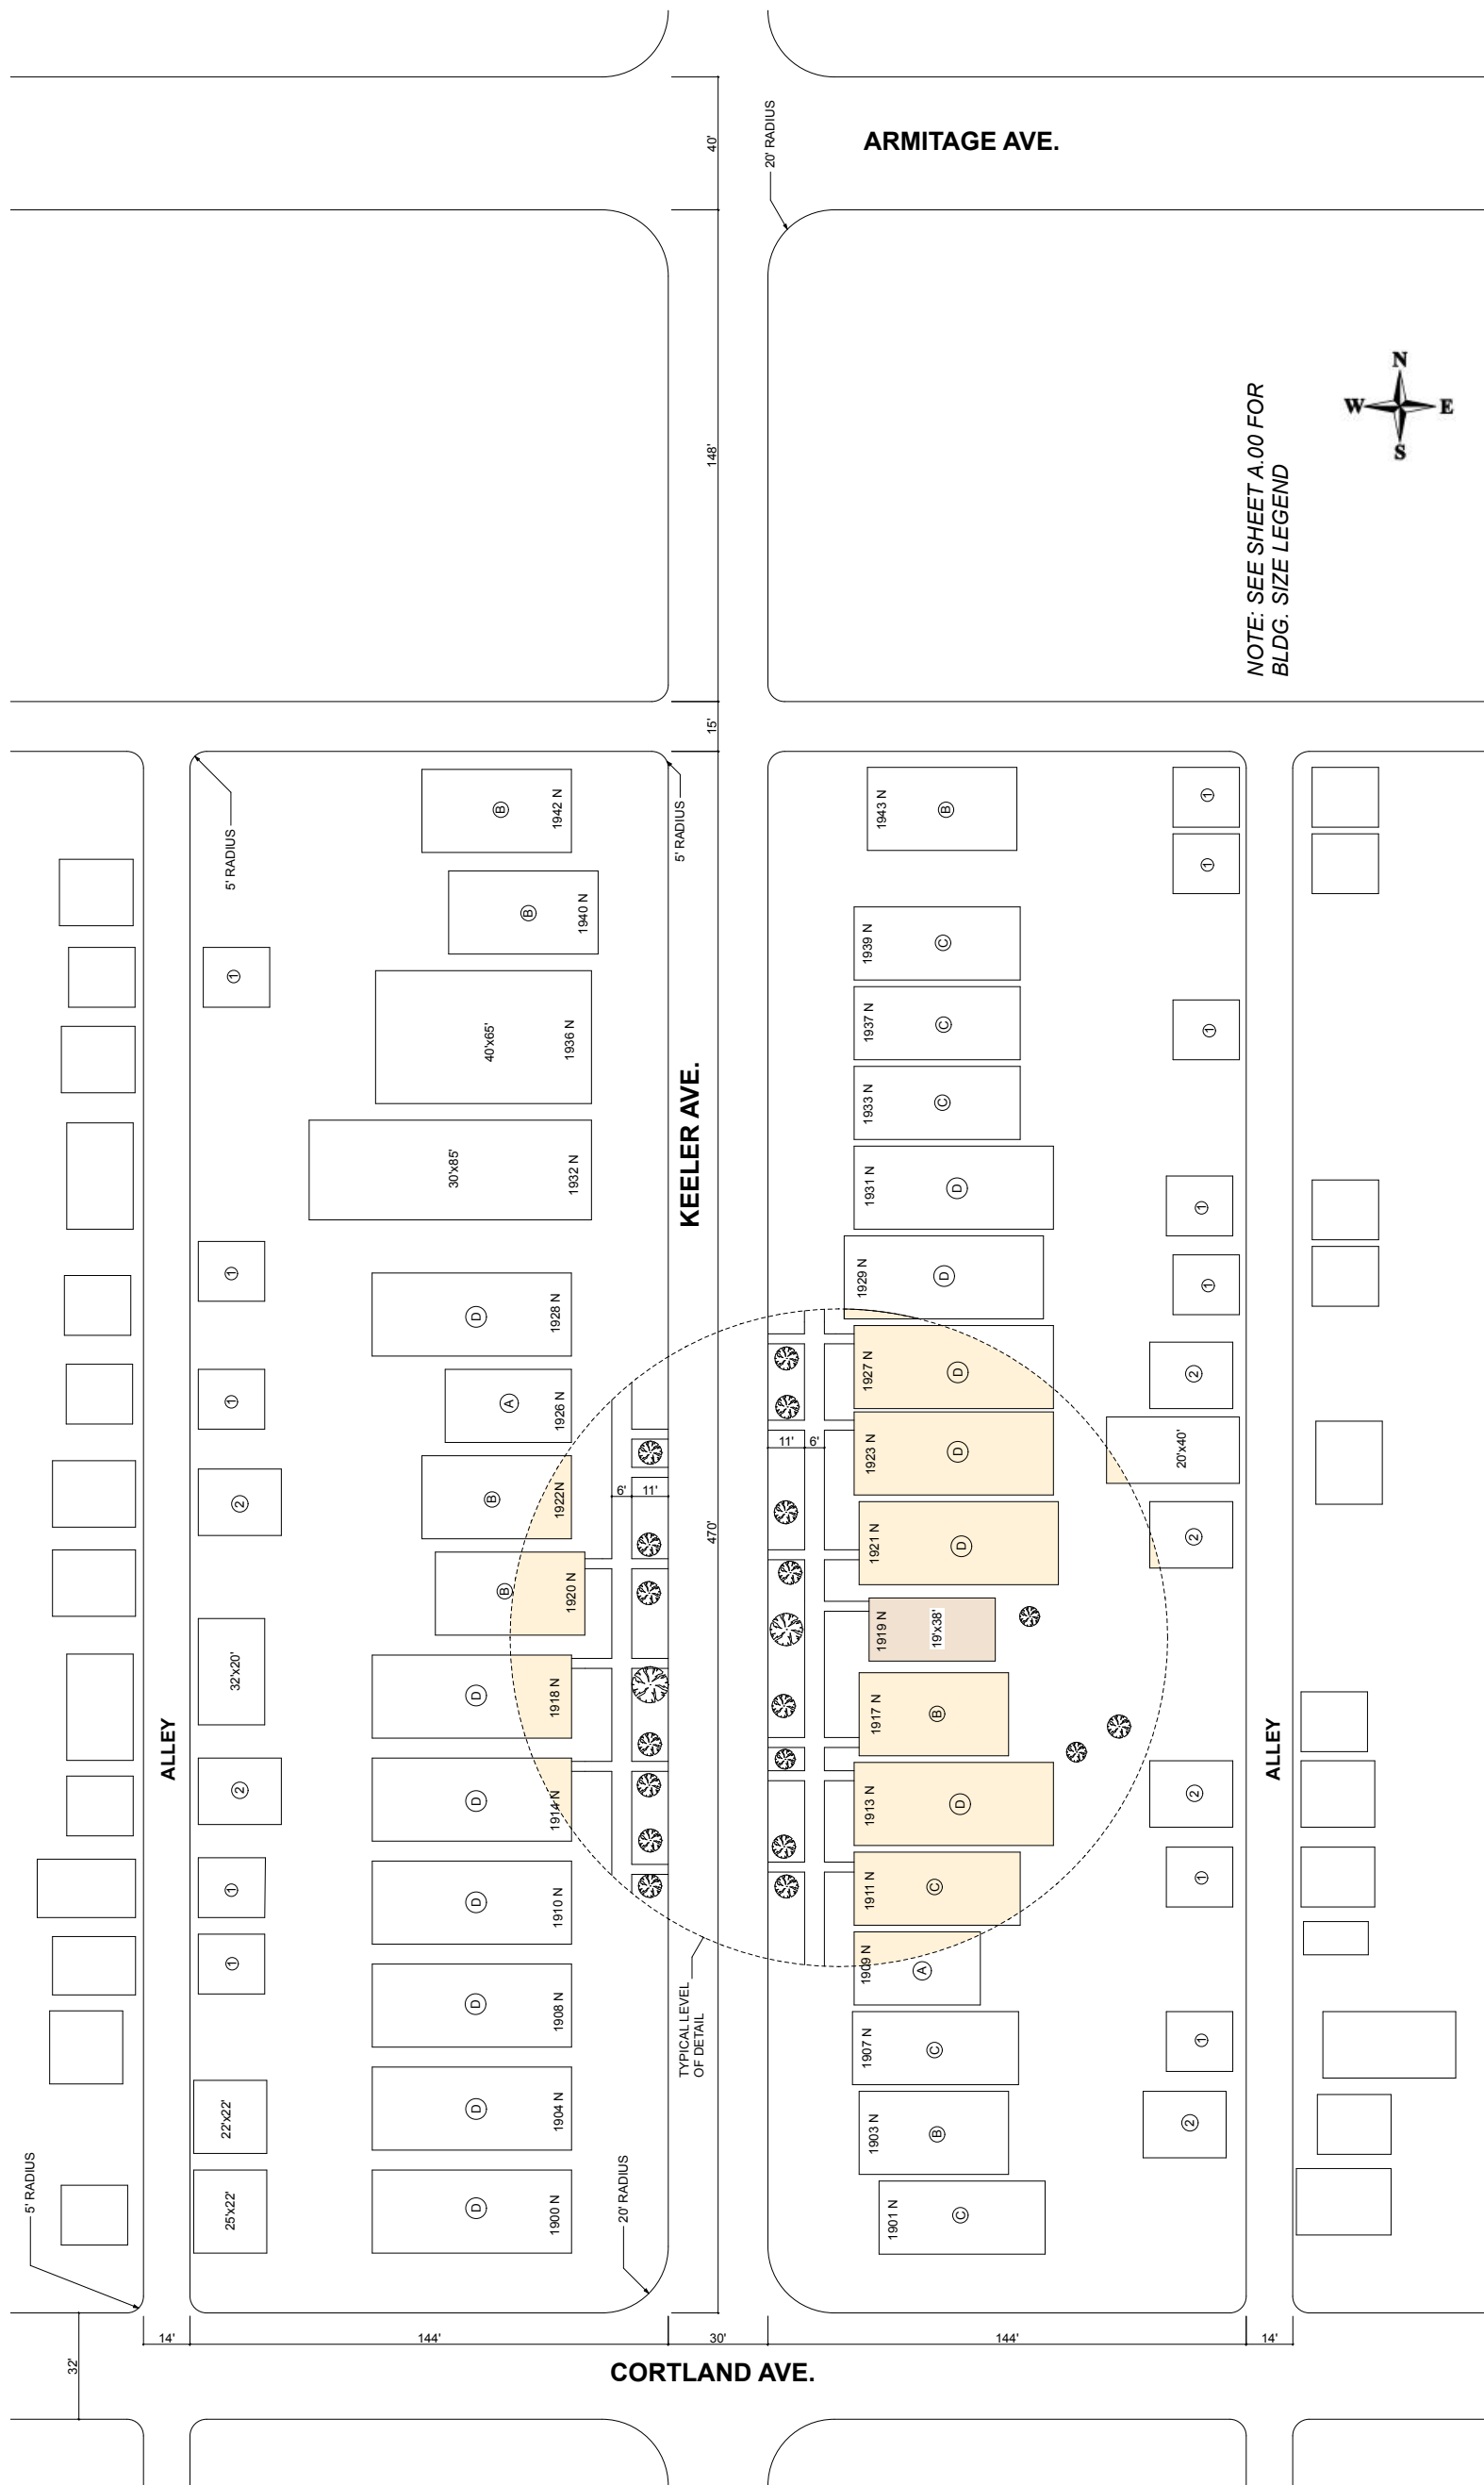 ARMITAGE AVE.
20' RADIUS
40'
N
W
E
S
148'
NOTE: SEE SHEET A.00 FOR
BLDG. SIZE LEGEND
15'
5' RADIUS
5' RADIUS
B
1942 N
1943 N
B
1
1
B
1940 N
1
1939 N
C
40'x65'
1936 N
1937 N
C
1
KEELER AVE.
30'x85'
1932 N
1933 N
C
1931 N
D
1
1
D
1928 N
1929 N
D
1
1
A
1926 N
1927 N
D
2
2
B
1922N
6'
11'
11'
6'
1923 N
D
20'x40'
470'
B
1920 N
1921 N
D
2
32'x20'
D
1918 N
1919 N
19'x38'
ALLEY
1917 N
B
ALLEY
2
D
1914 N
1913 N
D
2
1
D
1910 N
1911 N
C
1
1
D
1908 N
1909 N
A
TYPICAL LEVEL
OF DETAIL
1907 N
C
1
22'x22'
D
1904 N
1903 N
B
2
5' RADIUS
25'x22'
D
1900 N
20' RADIUS
1901 N
C
14'
144'
30'
144'
14'
32'
CORTLAND AVE.